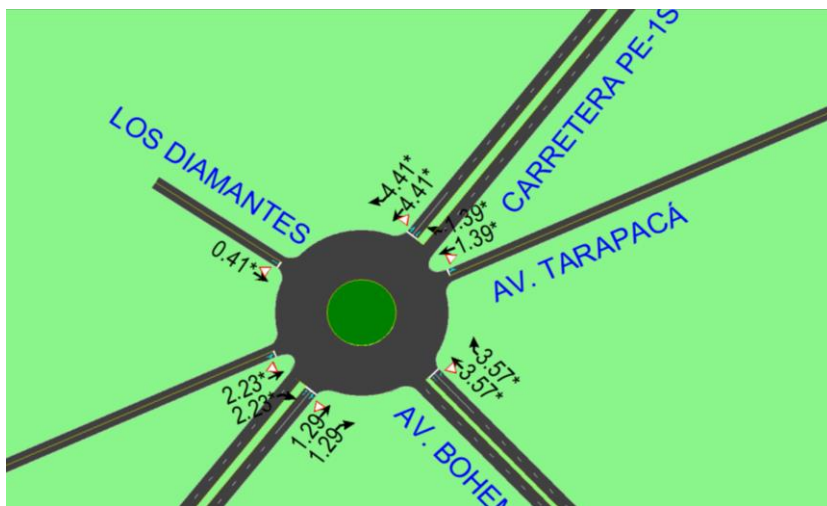 LOS DIAMANTES
CARRETERA PE-1S
AV. TARAPACÁ
AV. BOHEM
4.41*
4.41*
1.39*
1.39*
0.41*
3.57*
3.57*
2.23*
2.23*
1.29
1.29